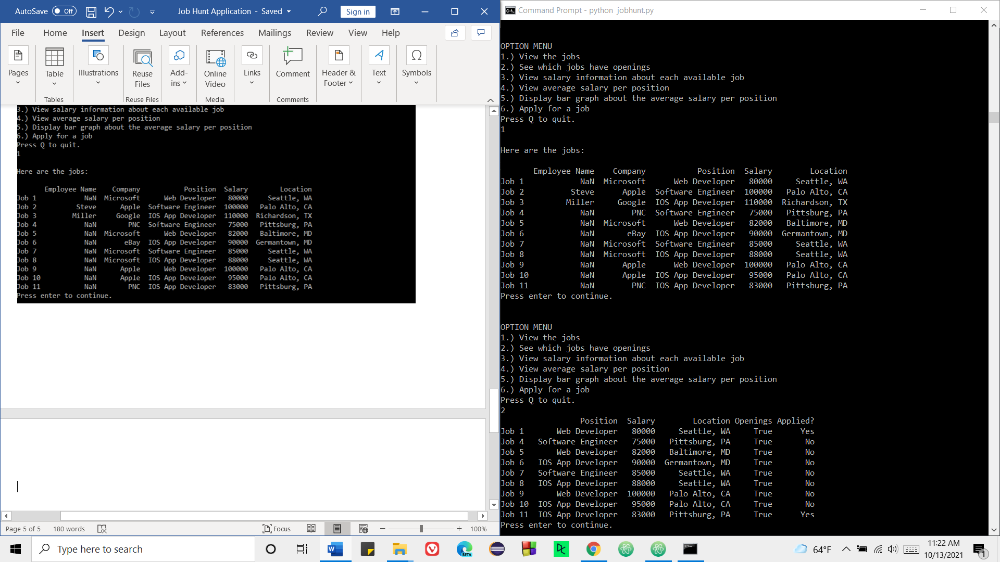 AutoSave Off Job Hunt Application - Saved Sign in
File Home Insert Design Layout References Mailings Review View Help
Pages Table Illustrations Reuse Files Add-ins Online Video Links Comment Header & Footer Text Symbols
Tables Reuse Files Media Comments
3.) View salary information about each available job
4.) View average salary per position
5.) Display bar graph about the average salary per position
6.) Apply for a job
Press Q to quit.
1
Here are the jobs:
Employee Name Company Position Salary Location
Job 1 NaN Microsoft Web Developer 80000 Seattle, WA
Job 2 Steve Apple Software Engineer 100000 Palo Alto, CA
Job 3 Miller Google IOS App Developer 110000 Richardson, TX
Job 4 NaN PNC Software Engineer 75000 Pittsburg, PA
Job 5 NaN Microsoft Web Developer 82000 Baltimore, MD
Job 6 NaN eBay IOS App Developer 90000 Germantown, MD
Job 7 NaN Microsoft Software Engineer 85000 Seattle, WA
Job 8 NaN Microsoft IOS App Developer 88000 Seattle, WA
Job 9 NaN Apple Web Developer 100000 Palo Alto, CA
Job 10 NaN Apple IOS App Developer 95000 Palo Alto, CA
Job 11 NaN PNC IOS App Developer 83000 Pittsburg, PA
Press enter to continue.
Page 5 of 5 180 words Focus 100%
Command Prompt - python jobhunt.py
OPTION MENU
1.) View the jobs
2.) See which jobs have openings
3.) View salary information about each available job
4.) View average salary per position
5.) Display bar graph about the average salary per position
6.) Apply for a job
Press Q to quit.
1
Here are the jobs:
Employee Name Company Position Salary Location
Job 1 NaN Microsoft Web Developer 80000 Seattle, WA
Job 2 Steve Apple Software Engineer 100000 Palo Alto, CA
Job 3 Miller Google IOS App Developer 110000 Richardson, TX
Job 4 NaN PNC Software Engineer 75000 Pittsburg, PA
Job 5 NaN Microsoft Web Developer 82000 Baltimore, MD
Job 6 NaN eBay IOS App Developer 90000 Germantown, MD
Job 7 NaN Microsoft Software Engineer 85000 Seattle, WA
Job 8 NaN Microsoft IOS App Developer 88000 Seattle, WA
Job 9 NaN Apple Web Developer 100000 Palo Alto, CA
Job 10 NaN Apple IOS App Developer 95000 Palo Alto, CA
Job 11 NaN PNC IOS App Developer 83000 Pittsburg, PA
Press enter to continue.
OPTION MENU
1.) View the jobs
2.) See which jobs have openings
3.) View salary information about each available job
4.) View average salary per position
5.) Display bar graph about the average salary per position
6.) Apply for a job
Press Q to quit.
2
Position Salary Location Openings Applied?
Job 1 Web Developer 80000 Seattle, WA True Yes
Job 4 Software Engineer 75000 Pittsburg, PA True No
Job 5 Web Developer 82000 Baltimore, MD True No
Job 6 IOS App Developer 90000 Germantown, MD True No
Job 7 Software Engineer 85000 Seattle, WA True No
Job 8 IOS App Developer 88000 Seattle, WA True No
Job 9 Web Developer 100000 Palo Alto, CA True No
Job 10 IOS App Developer 95000 Palo Alto, CA True No
Job 11 IOS App Developer 83000 Pittsburg, PA True Yes
Press enter to continue.
Type here to search
BETA
64°F
11:22 AM
10/13/2021
1